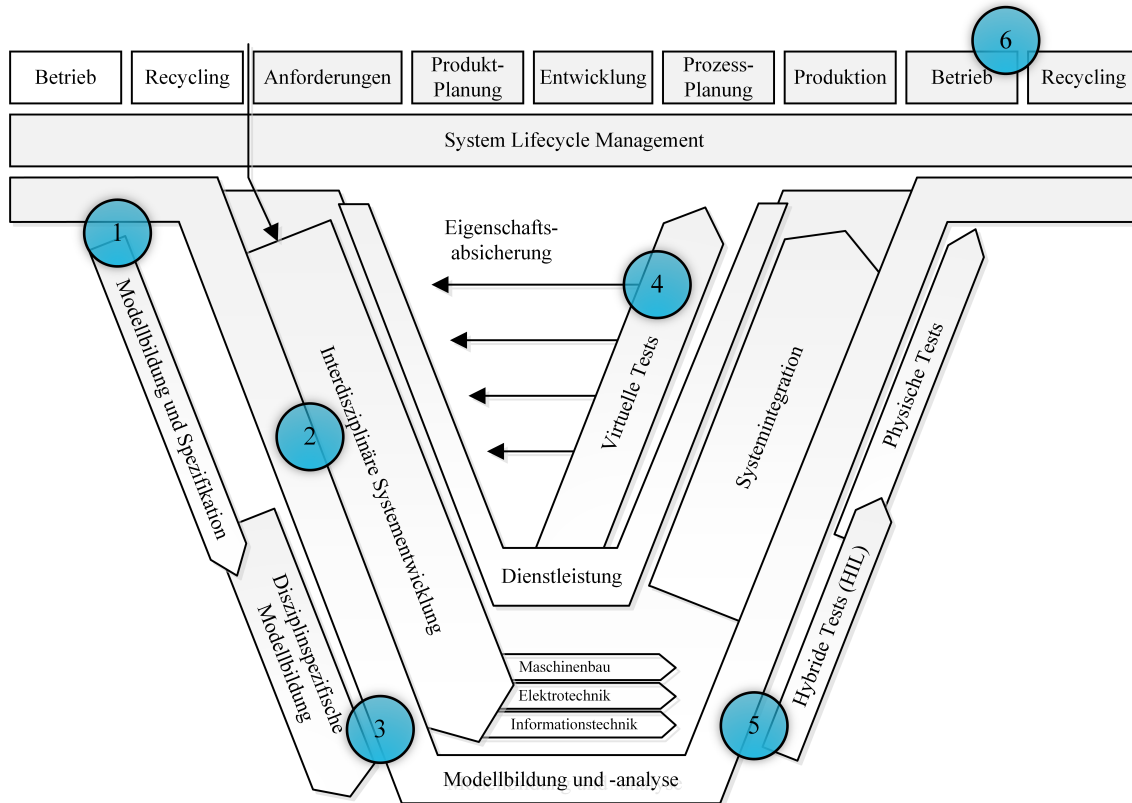 6
Betrieb
Recycling
Anforderungen
Produkt-
Planung
Entwicklung
Prozess-
Planung
Produktion
Betrieb
Recycling
System Lifecycle Management
1
Modellbildung und Spezifikation
2
Interdisziplinäre Systementwicklung
Eigenschafts-
absicherung
4
Virtuelle Tests
Systemintegration
Physische Tests
Dienstleistung
Disziplinspezifische
Modellbildung
3
Maschinenbau
Elektrotechnik
Informationstechnik
5
Hybride Tests (HIL)
Modellbildung und -analyse